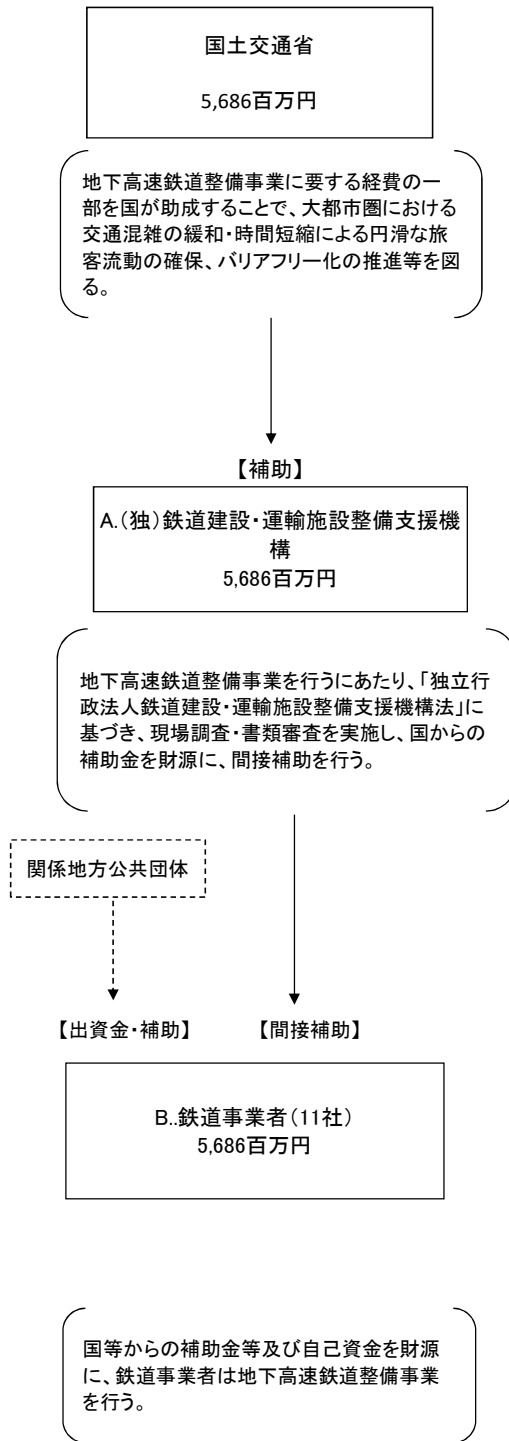 国土交通省
5,686百万円
地下高速鉄道整備事業に要する経費の一
部を国が助成することで、大都市圏における
交通混雑の緩和・時間短縮による円滑な旅
客流動の確保、バリアフリー化の推進等を図
る。
【補助】
A.(独)鉄道建設・運輸施設整備支援機
構
5,686百万円
地下高速鉄道整備事業を行うにあたり、「独立行
政法人鉄道建設・運輸施設整備支援機構法」に
基づき、現場調査・書類審査を実施し、国からの
補助金を財源に、間接補助を行う。
関係地方公共団体
【出資金・補助】 【間接補助】
B..鉄道事業者(11社)
5,686百万円
国等からの補助金等及び自己資金を財源
に、鉄道事業者は地下高速鉄道整備事業
を行う。